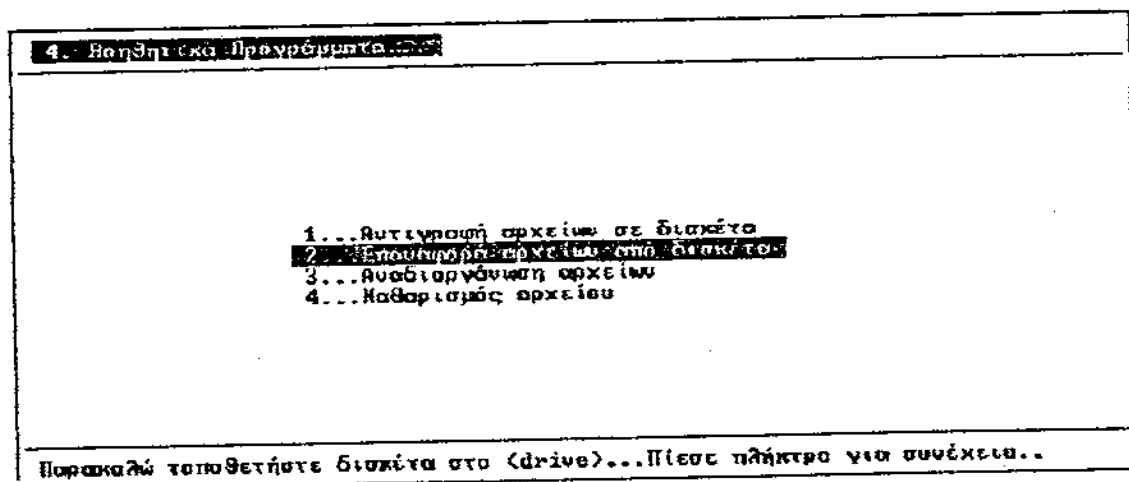 4. Βοηθητικά Προγράμματα...
1...Αντιγραφή αρχείων σε δισκέτα
2...Επαναφορά αρχείων από δισκέτα
3...Αναδιοργάνωση αρχείων
4...Καθαρισμός αρχείου
Παρακαλώ τοποθετήστε δισκέτα στο <drive>...Πίεσε πλήκτρο για συνέχεια..